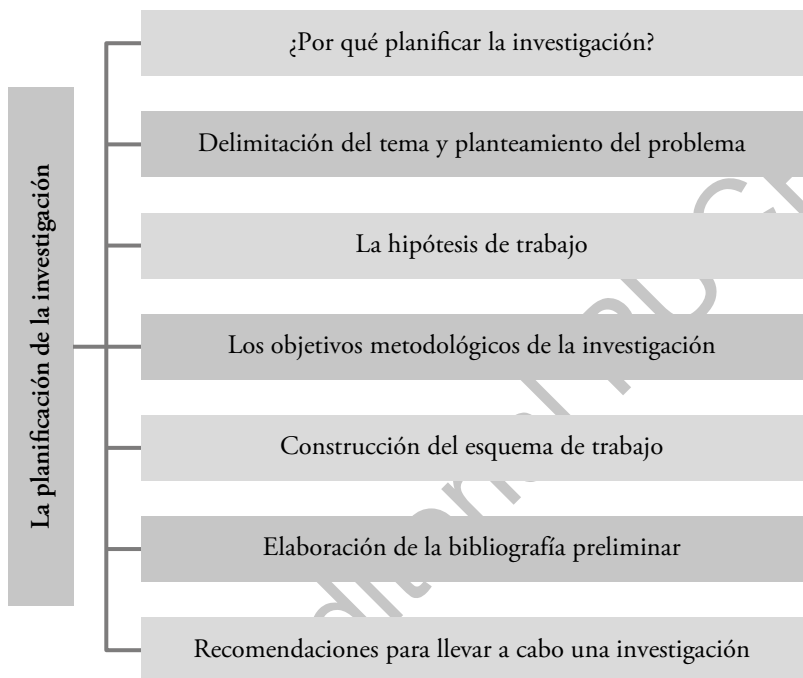 La planificación de la investigación
¿Por qué planificar la investigación?
Delimitación del tema y planteamiento del problema
La hipótesis de trabajo
Los objetivos metodológicos de la investigación
Construcción del esquema de trabajo
Elaboración de la bibliografía preliminar
Recomendaciones para llevar a cabo una investigación